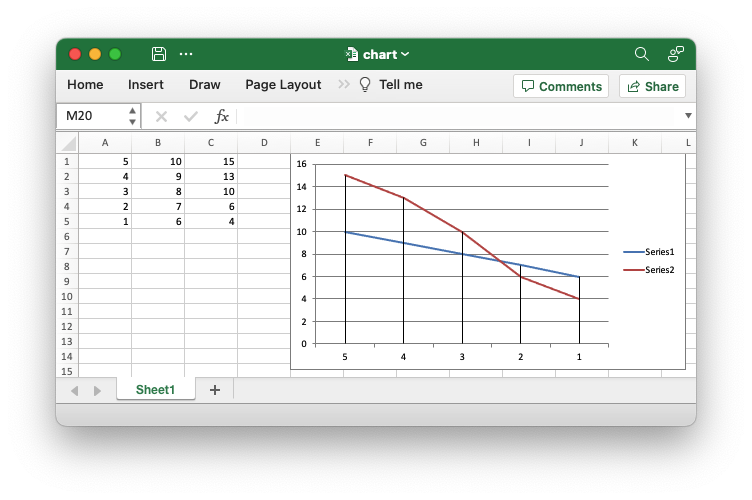 chart
Home Insert Draw Page Layout Tell me Comments Share
M20 fx
A B C D E F G H I J K L
1 5 10 15
2 4 9 13
3 3 8 10
4 2 7 6
5 1 6 4
6
7
8
9
10
11
12
13
14
15
16
14
12
10
8
6
4
2
0
5 4 3 2 1
Series1
Series2
Sheet1 +